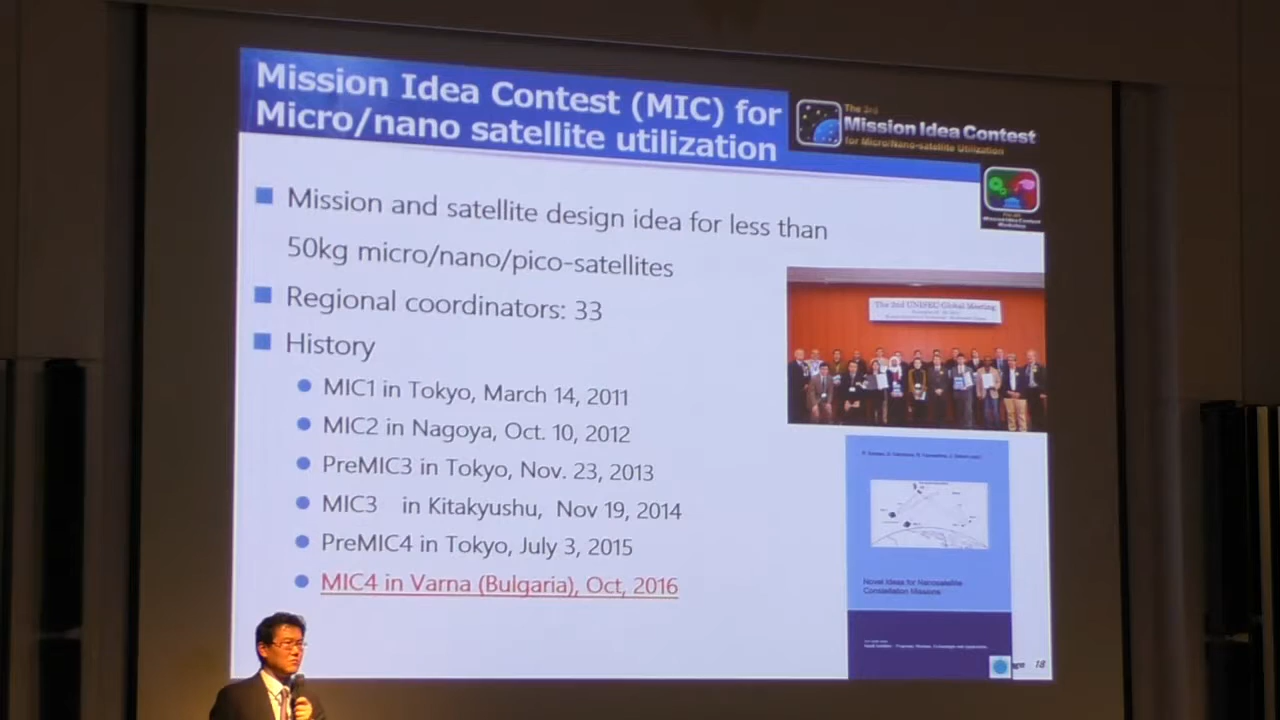 Mission Idea Contest (MIC) for
Micro/nano satellite utilization
The 3rd
Mission Idea Contest
for Micro/Nano-satellite Utilization
Mission Idea Contest
Mission and satellite design idea for less than
50kg micro/nano/pico-satellites
Regional coordinators: 33
History
MIC1 in Tokyo, March 14, 2011
MIC2 in Nagoya, Oct. 10, 2012
PreMIC3 in Tokyo, Nov. 23, 2013
MIC3 in Kitakyushu, Nov 19, 2014
PreMIC4 in Tokyo, July 3, 2015
MIC4 in Varna (Bulgaria), Oct, 2016
The 2nd UNISEC-Global Meeting
Novel Ideas for Nanosatellite
Constellation Missions
18